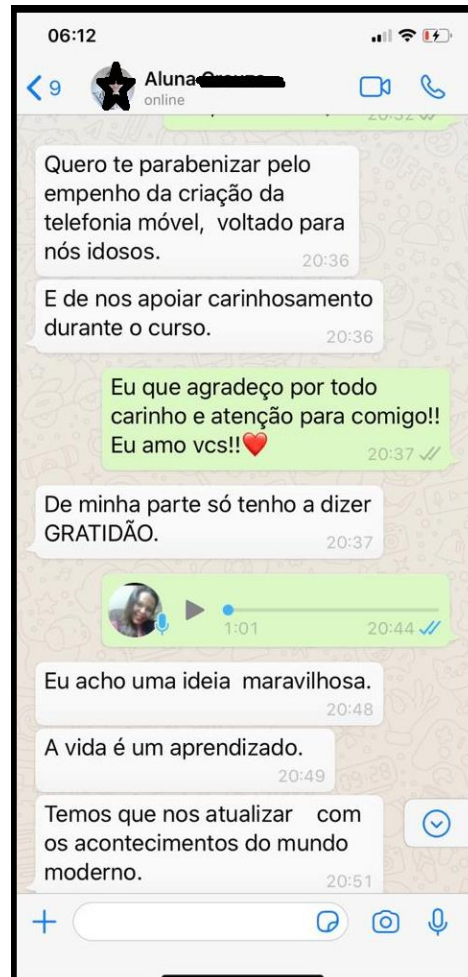 06:12
9
Aluna
online
20:32
Quero te parabenizar pelo
empenho da criação da
telefonia móvel, voltado para
nós idosos.
20:36
E de nos apoiar carinhosamento
durante o curso.
20:36
Eu que agradeço por todo
carinho e atenção para comigo!!
Eu amo vcs!!❤️
20:37
De minha parte só tenho a dizer
GRATIDÃO.
20:37
1:01 20:44
Eu acho uma ideia maravilhosa.
20:48
A vida é um aprendizado.
20:49
Temos que nos atualizar com
os acontecimentos do mundo
moderno.
20:51